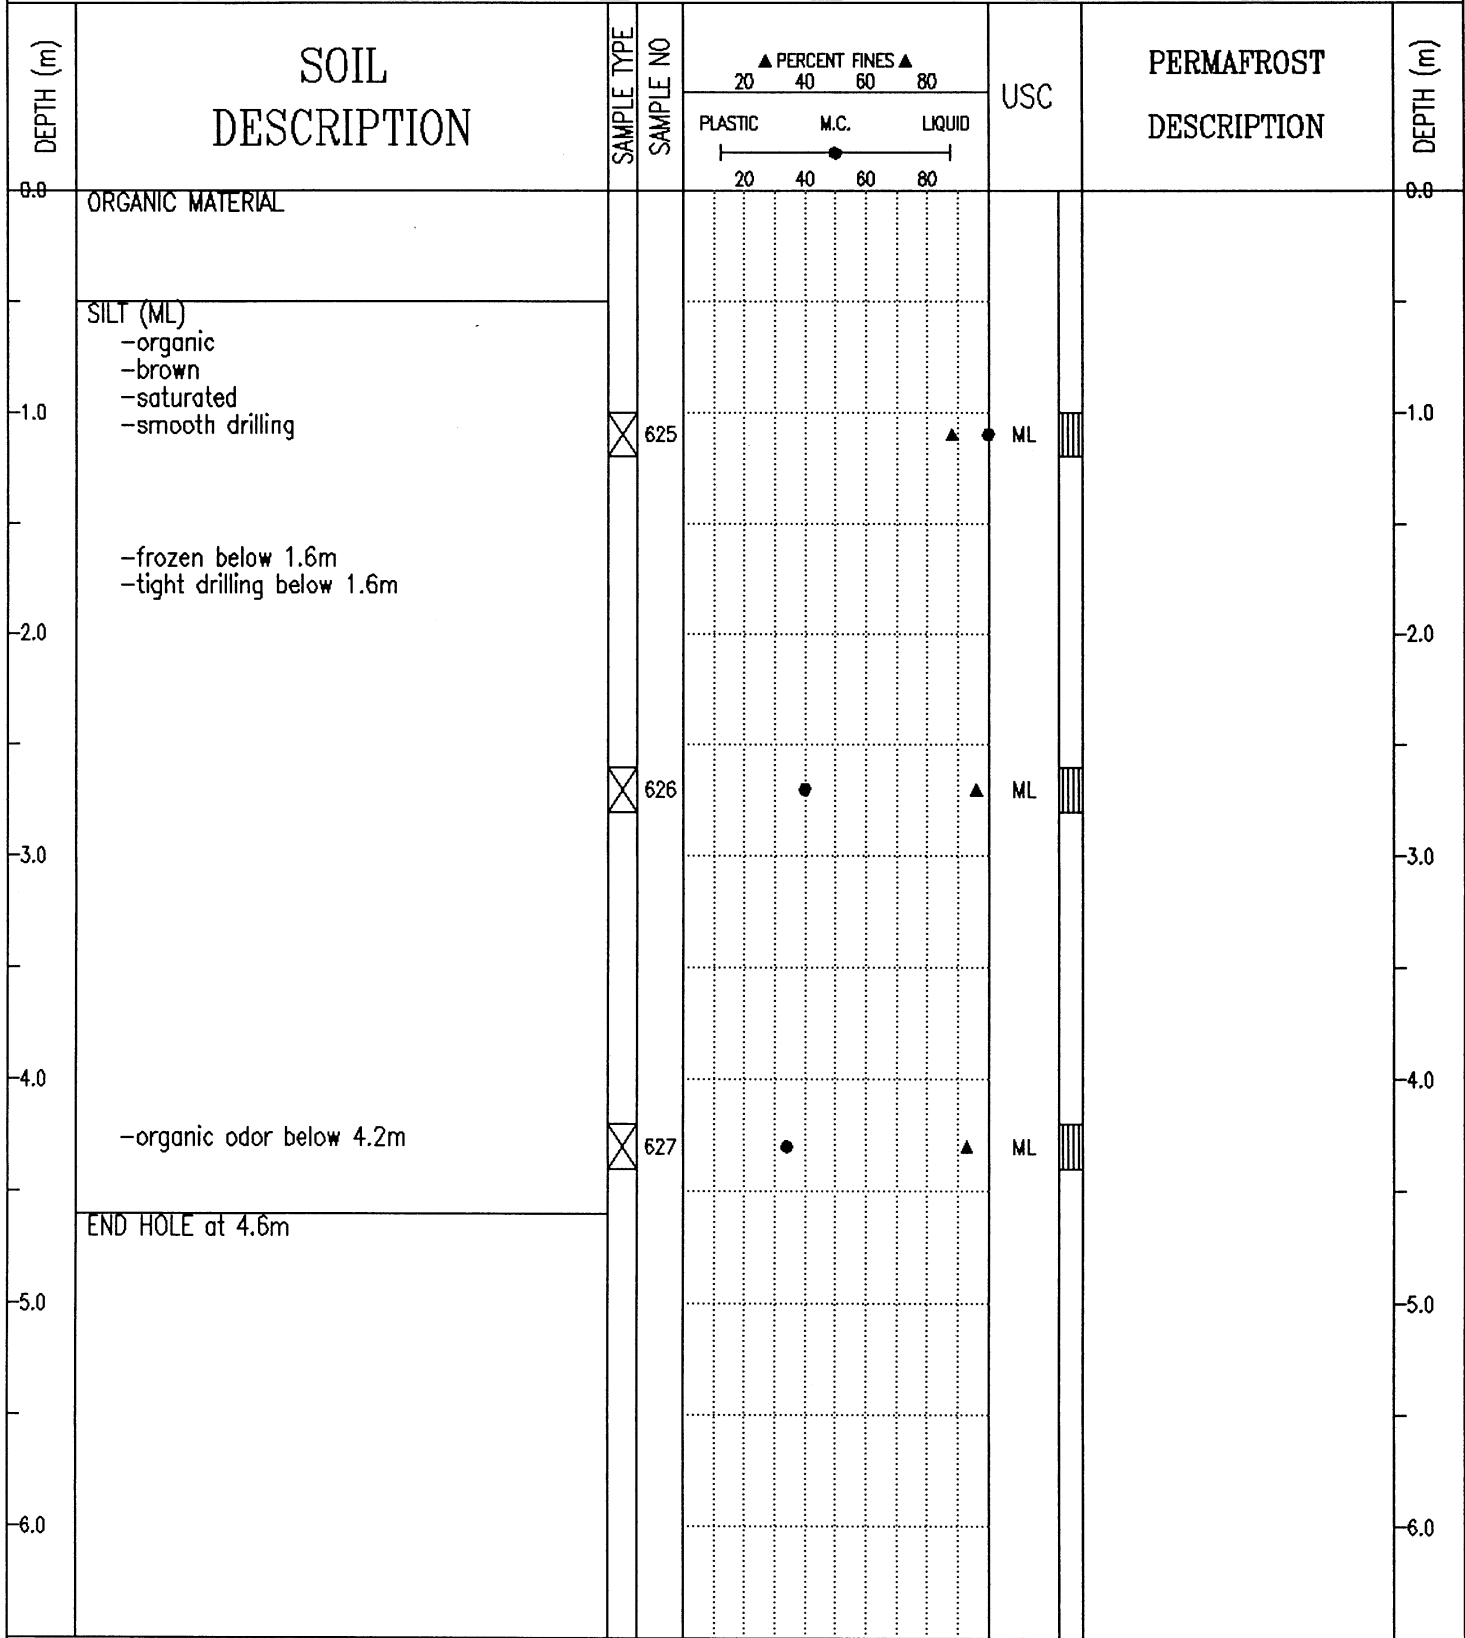 DEPTH (m)
SOIL
DESCRIPTION
SAMPLE TYPE
SAMPLE NO
▲ PERCENT FINES ▲
20 40 60 80
PLASTIC M.C. LIQUID
20 40 60 80
USC
PERMAFROST
DESCRIPTION
DEPTH (m)
0.0 0.0
ORGANIC MATERIAL
SILT (ML)
-organic
-brown
-saturated
-1.0 -1.0
-smooth drilling
625 ML
-frozen below 1.6m
-tight drilling below 1.6m
-2.0 -2.0
626 ML
-3.0 -3.0
-4.0 -4.0
-organic odor below 4.2m
627 ML
END HOLE at 4.6m
-5.0 -5.0
-6.0 -6.0